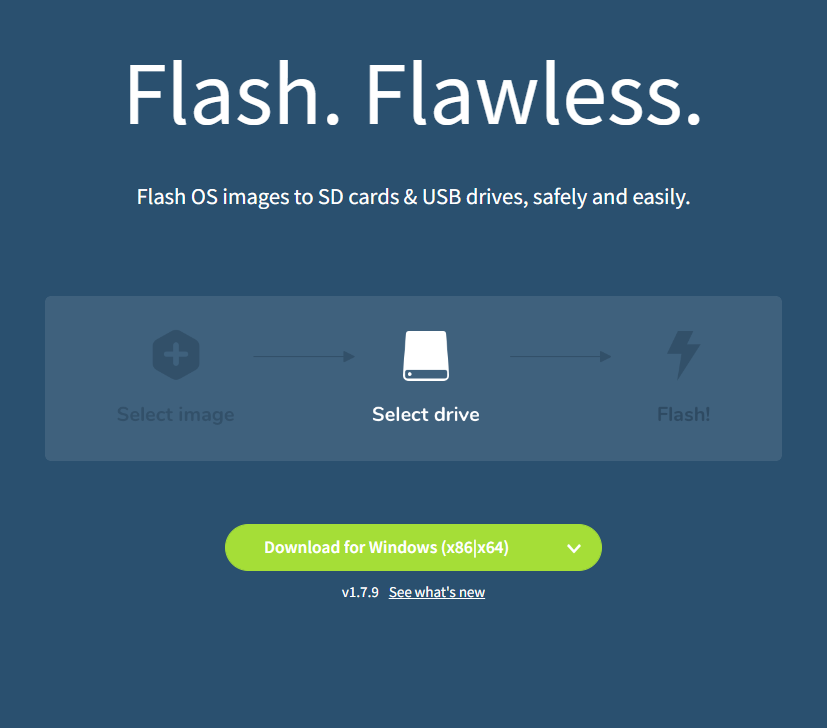 Flash. Flawless.
Flash OS images to SD cards & USB drives, safely and easily.
Select image
Select drive
Flash!
Download for Windows (x86|x64)
v1.7.9 See what's new